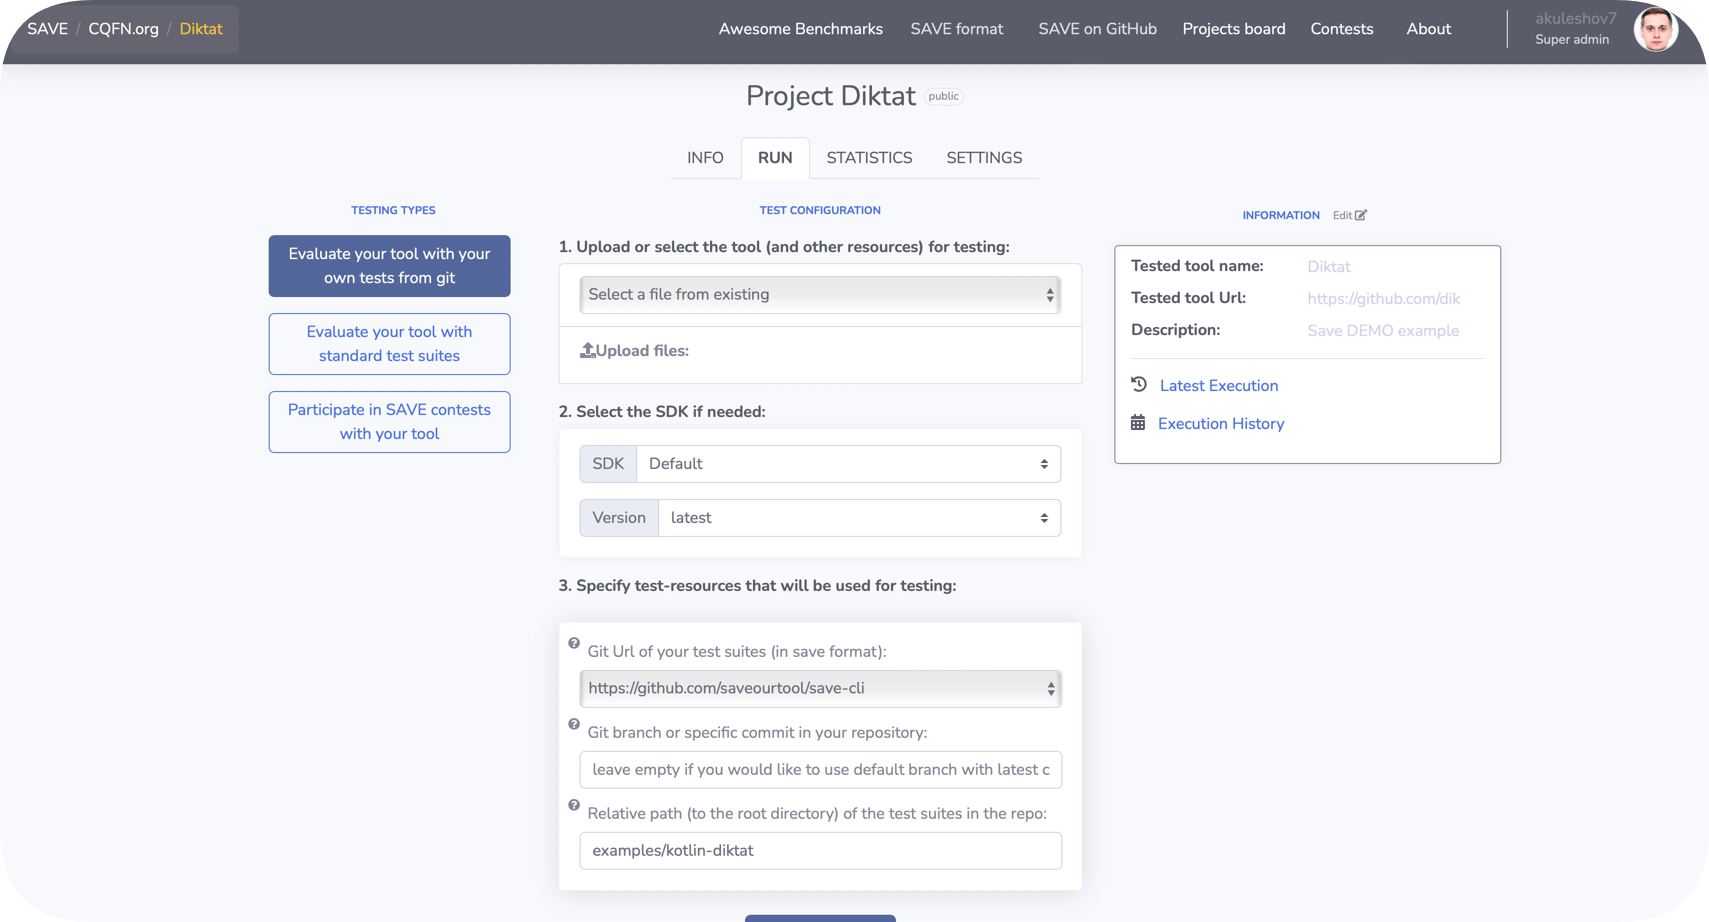 SAVE / CQFN.org / Diktat
Awesome Benchmarks SAVE format SAVE on GitHub Projects board Contests About
akuleshov7
Super admin
Project Diktat public
INFO RUN STATISTICS SETTINGS
TESTING TYPES
Evaluate your tool with your
own tests from git
Evaluate your tool with
standard test suites
Participate in SAVE contests
with your tool
TEST CONFIGURATION
1. Upload or select the tool (and other resources) for testing:
Select a file from existing
Upload files:
2. Select the SDK if needed:
SDK Default
Version latest
3. Specify test-resources that will be used for testing:
Git Url of your test suites (in save format):
https://github.com/saveourtool/save-cli
Git branch or specific commit in your repository:
leave empty if you would like to use default branch with latest c
Relative path (to the root directory) of the test suites in the repo:
examples/kotlin-diktat
INFORMATION Edit
Tested tool name: Diktat
Tested tool Url: https://github.com/dik
Description: Save DEMO example
Latest Execution
Execution History